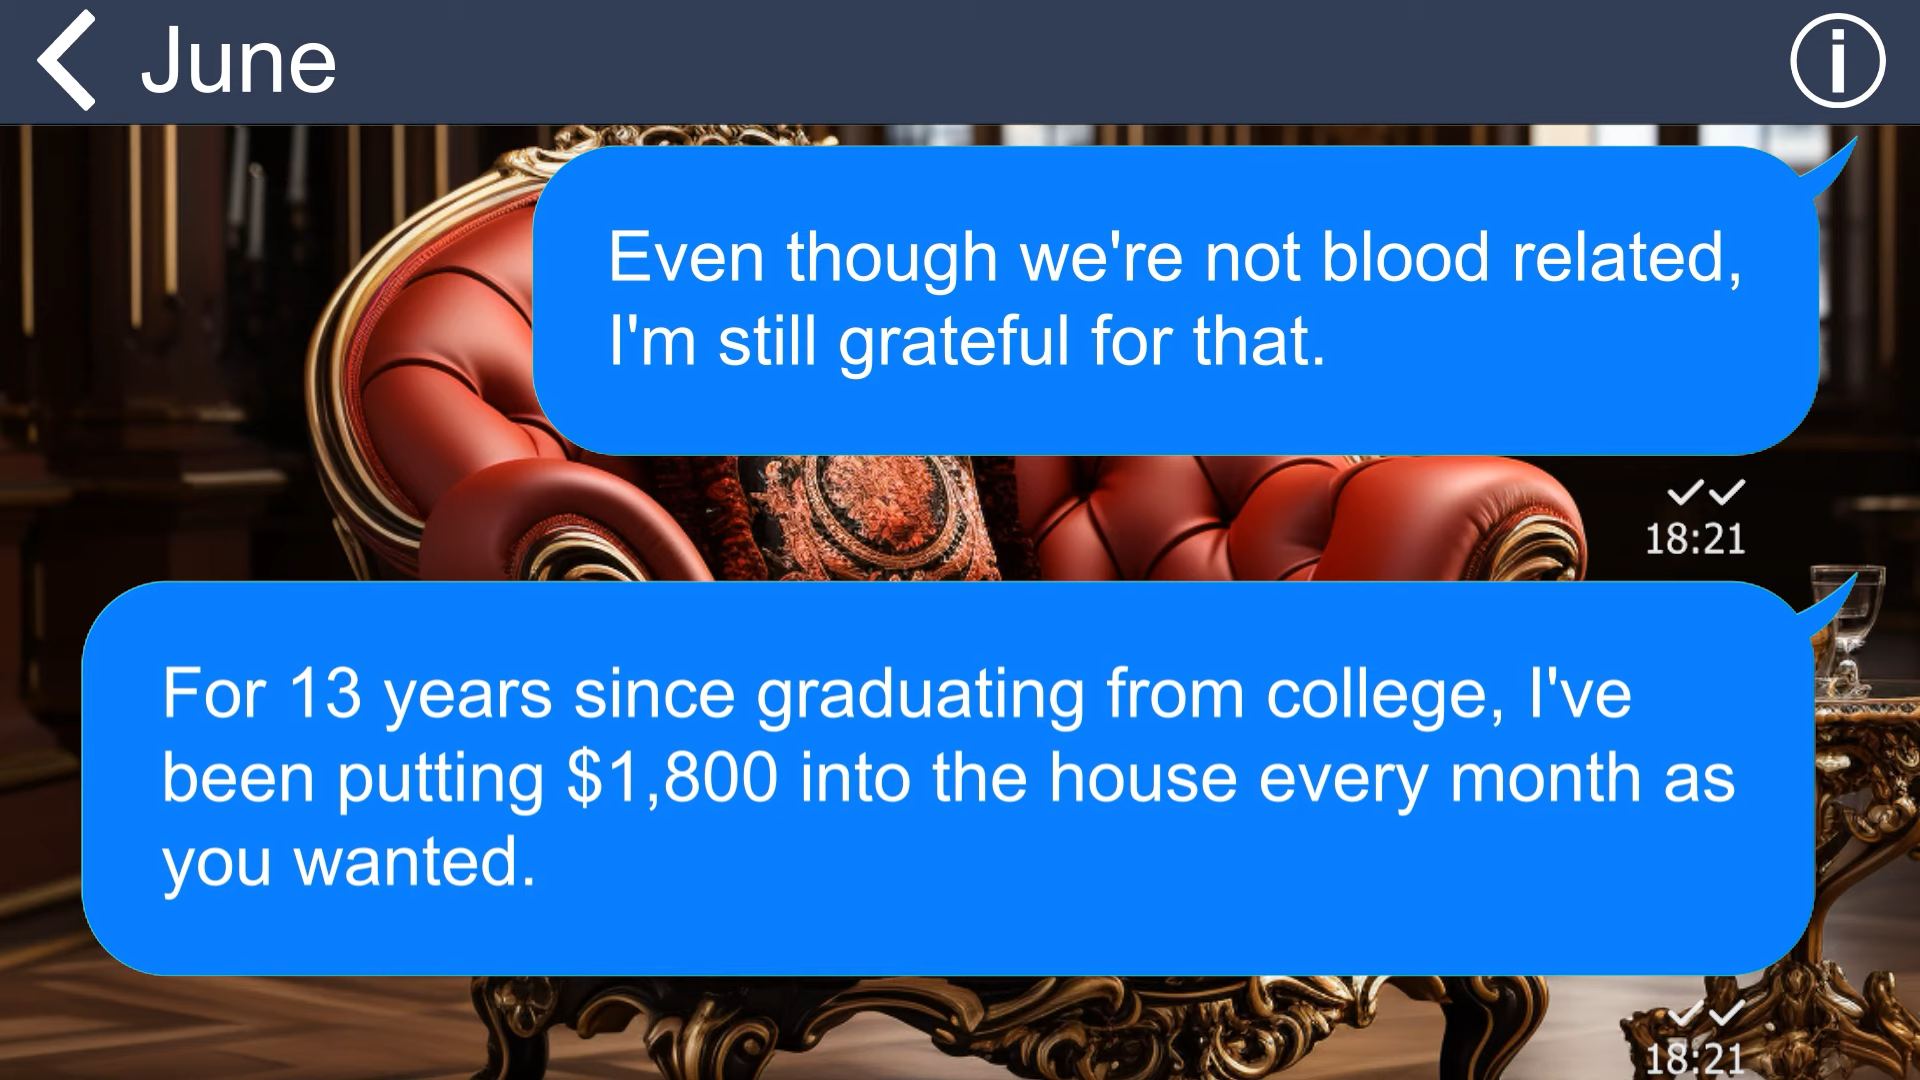 June
Even though we're not blood related,
I'm still grateful for that.
18:21
For 13 years since graduating from college, I've
been putting $1,800 into the house every month as
you wanted.
18:21